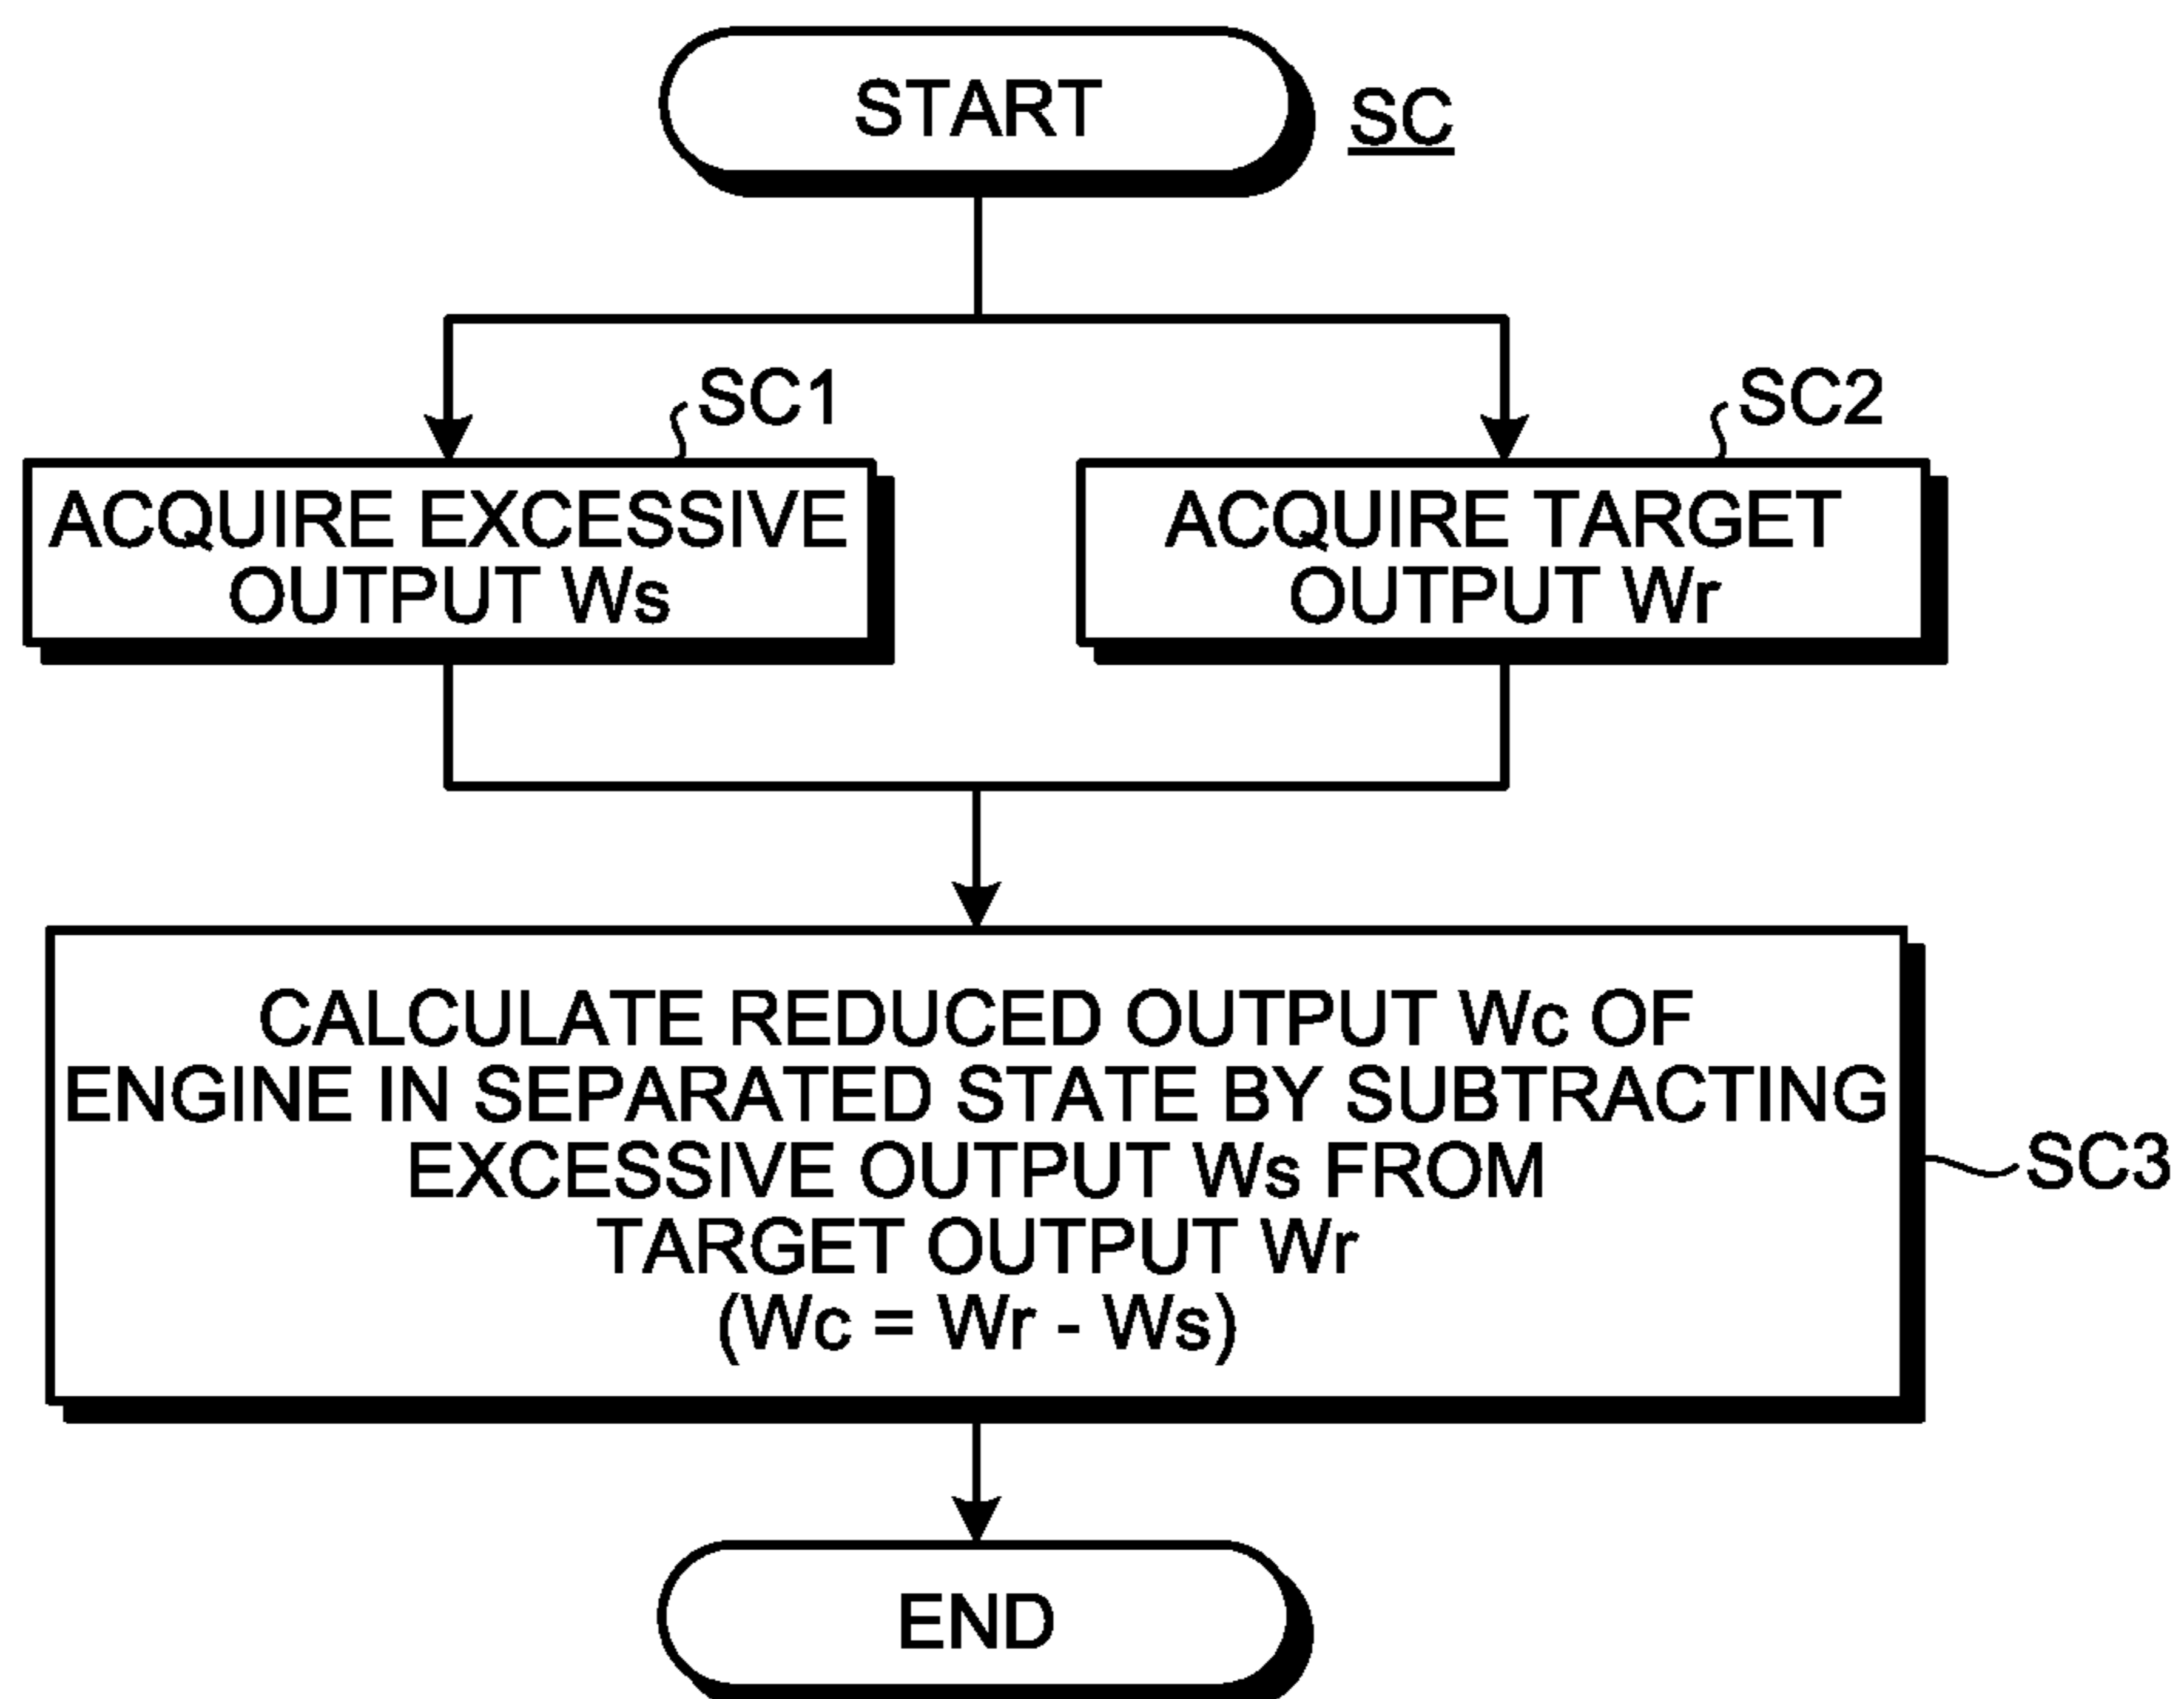 START
SC
SC1
SC2
ACQUIRE EXCESSIVE
OUTPUT Ws
ACQUIRE TARGET
OUTPUT Wr
CALCULATE REDUCED OUTPUT Wc OF
ENGINE IN SEPARATED STATE BY SUBTRACTING
EXCESSIVE OUTPUT Ws FROM
TARGET OUTPUT Wr
(Wc = Wr - Ws)
SC3
END